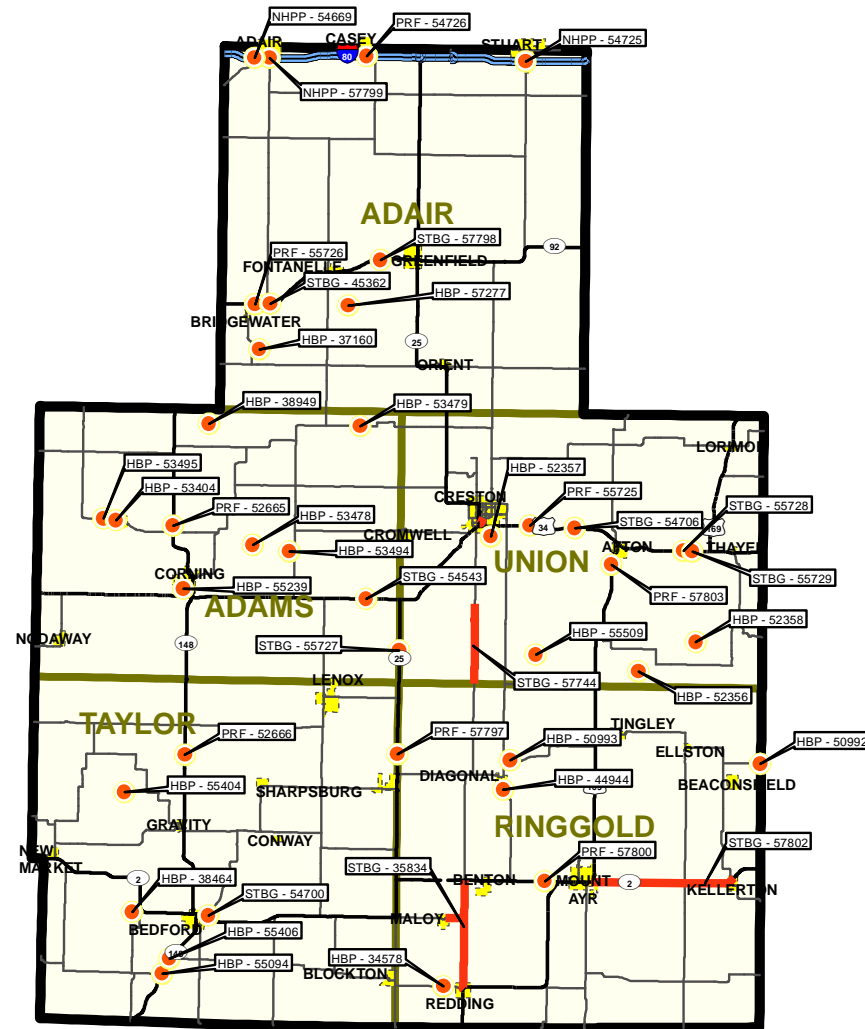 NHPP - 54669
PRF - 54726
NHPP - 54725
ADAIR
CASEY
STUART
80
NHPP - 57799
ADAIR
STBG - 57798
92
PRF - 55726
FONTANELLE
GREENFIELD
STBG - 45362
HBP - 57277
BRIDGEWATER
HBP - 37160
25
ORIENT
HBP - 38949
HBP - 53479
LORIMOR
HBP - 53495
HBP - 52357
HBP - 53404
CRESTON
STBG - 55728
PRF - 52665
PRF - 55725
34
STBG - 54706
169
HBP - 53478
CROMWELL
HBP - 53494
UNION
AFTON
THAYER
CORNING
STBG - 55729
HBP - 55239
STBG - 54543
PRF - 57803
ADAMS
HBP - 52358
NODAWAY
148
STBG - 55727
25
HBP - 55509
STBG - 57744
HBP - 52356
LENOX
TAYLOR
TINGLEY
PRF - 52666
PRF - 57797
HBP - 50993
ELLSTON
HBP - 50992
DIAGONAL
HBP - 44944
BEACONSFIELD
HBP - 55404
SHARPSBURG
169
GRAVITY
RINGGOLD
CONWAY
STBG - 57802
NEW
MARKET
PRF - 57800
STBG - 35834
2
BENTON
MOUNT
AYR
2
KELLERTON
HBP - 38464
STBG - 54700
BEDFORD
MALOY
HBP - 55406
148
HBP - 55094
HBP - 34578
BLOCKTON
REDDING